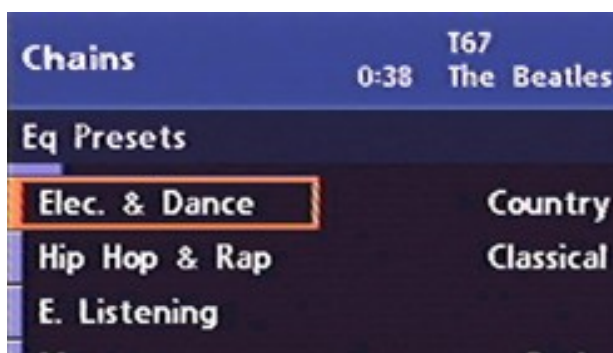 Chains
T67
0:38 The Beatles
Eq Presets
Elec. & Dance Country
Hip Hop & Rap Classical
E. Listening